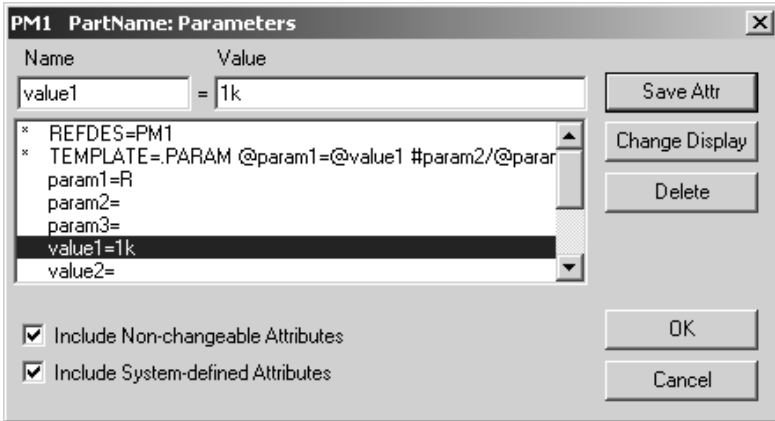 PM1 PartName: Parameters
Name Value
value1 = 1k
Save Attr
* REFDES=PM1
* TEMPLATE=.PARAM @param1=@value1 #param2/@parar
param1=R
param2=
param3=
value1=1k
value2=
Change Display
Delete
Include Non-changeable Attributes
Include System-defined Attributes
OK
Cancel